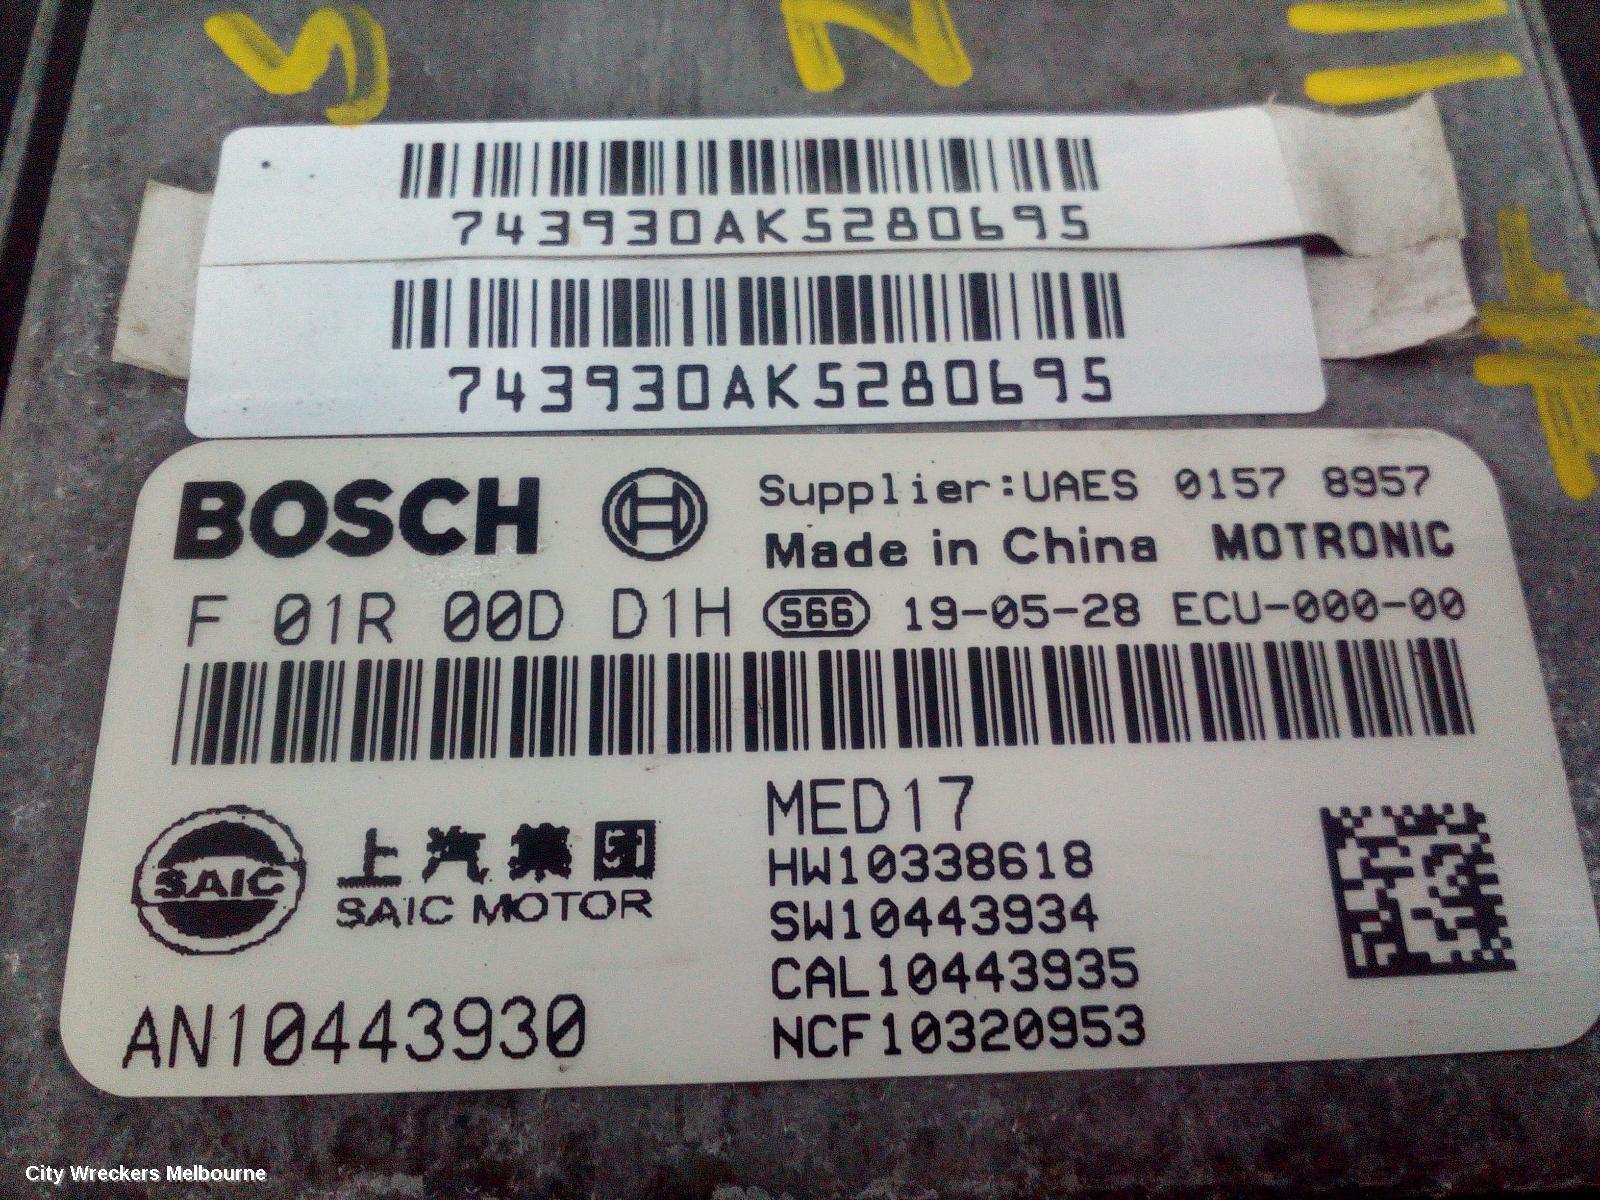 S N
743930AK5280695
743930AK5280695
BOSCH Supplier:UAES 0157 8957
Made in China MOTRONIC
F 01R 00D D1H S66 19-05-28 ECU-000-00
MED17
HW10338618
SW10443934
CAL10443935
NCF10320953
SAIC 上汽集团
SAIC MOTOR
AN10443930
City Wreckers Melbourne